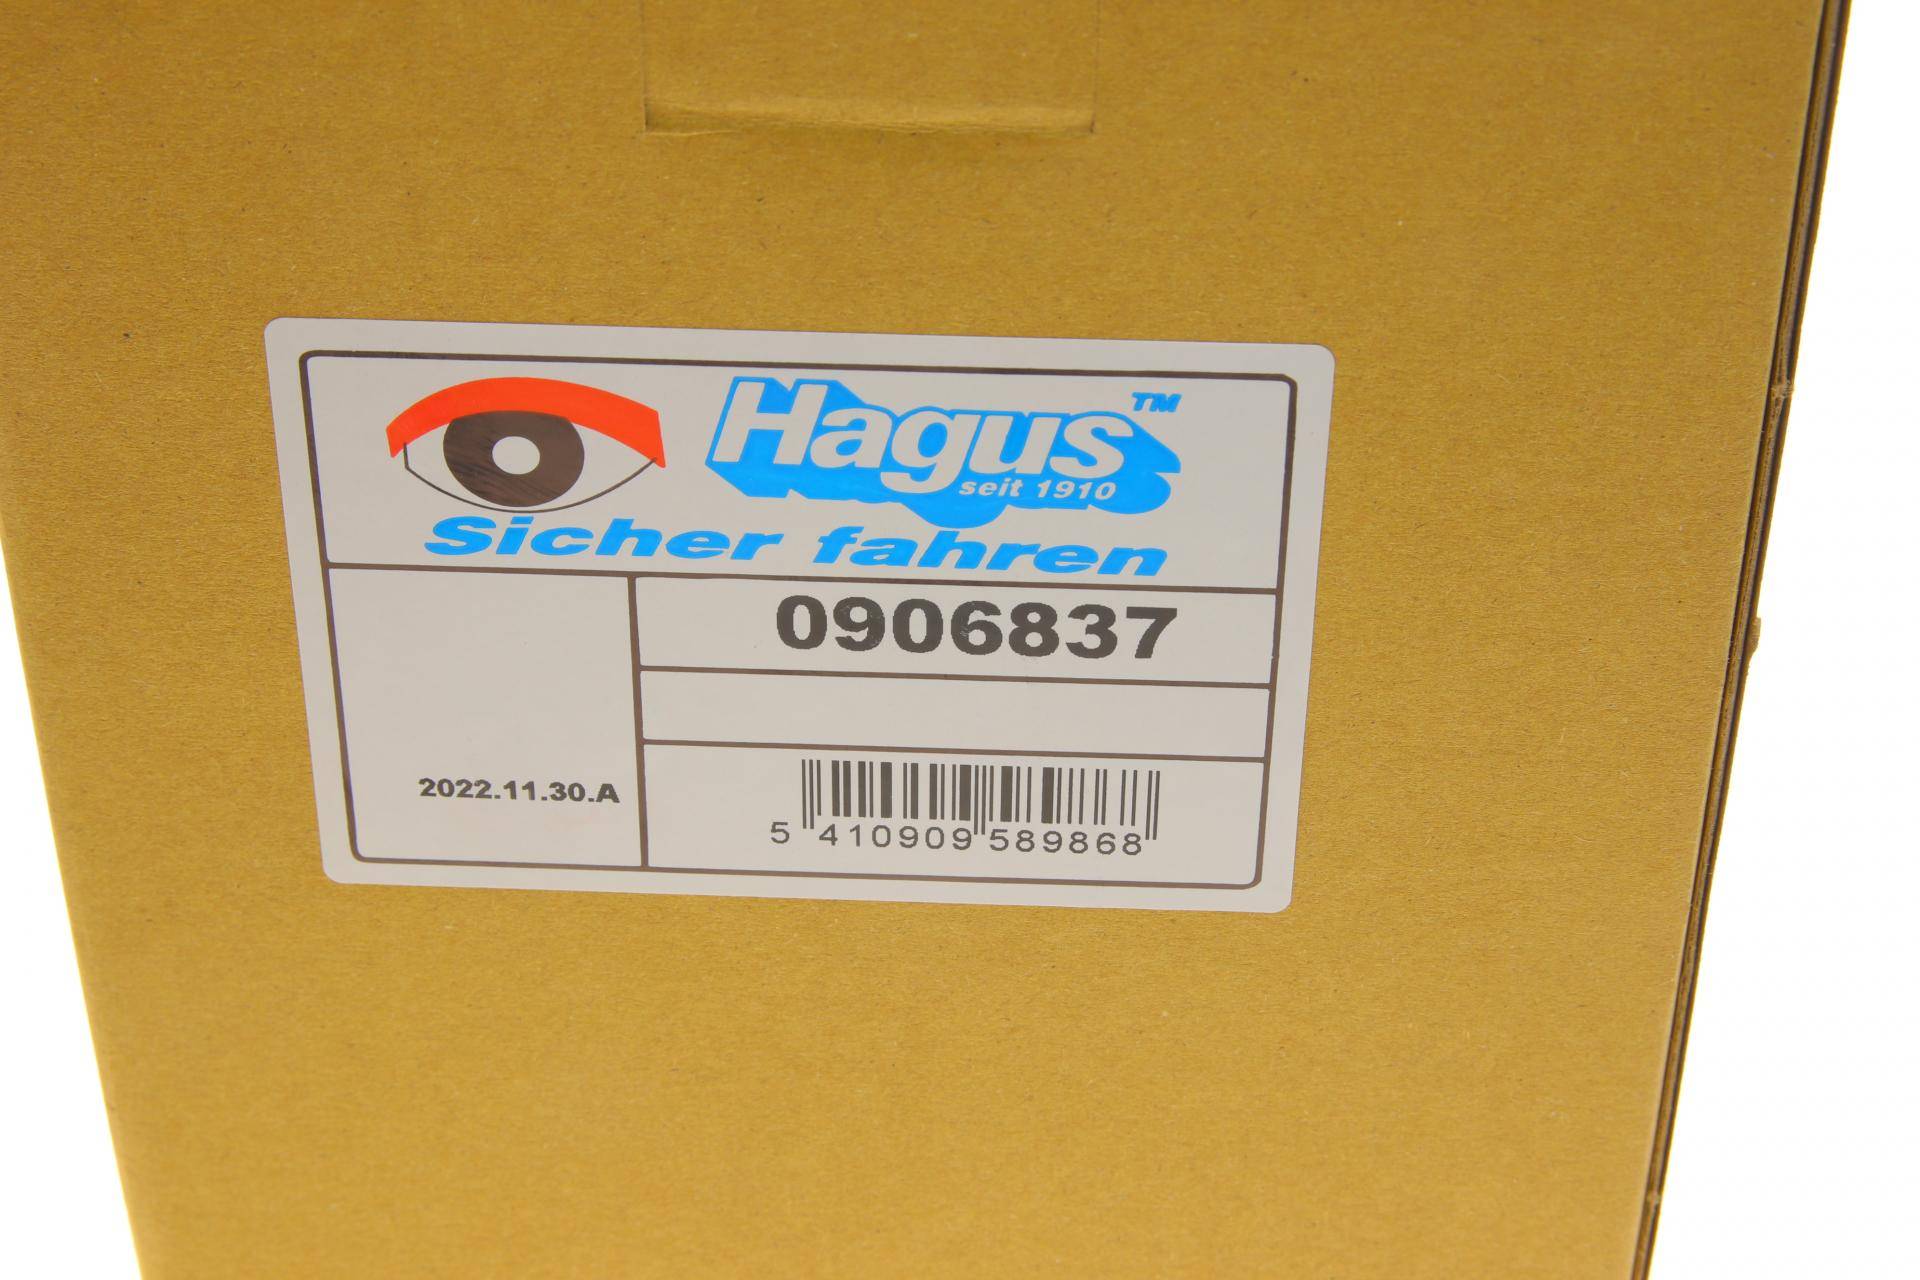 Hagus™
seit 1910
Sicher fahren
0906837
2022.11.30.A
5 410909 589868